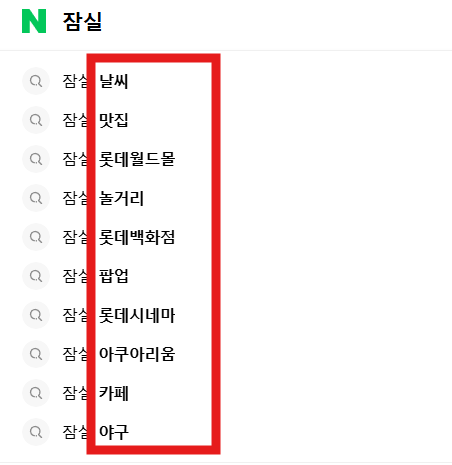 N 잠실
잠실 날씨
잠실 맛집
잠실 롯데월드몰
잠실 놀거리
잠실 롯데백화점
잠실 팝업
잠실 롯데시네마
잠실 아쿠아리움
잠실 카페
잠실 야구